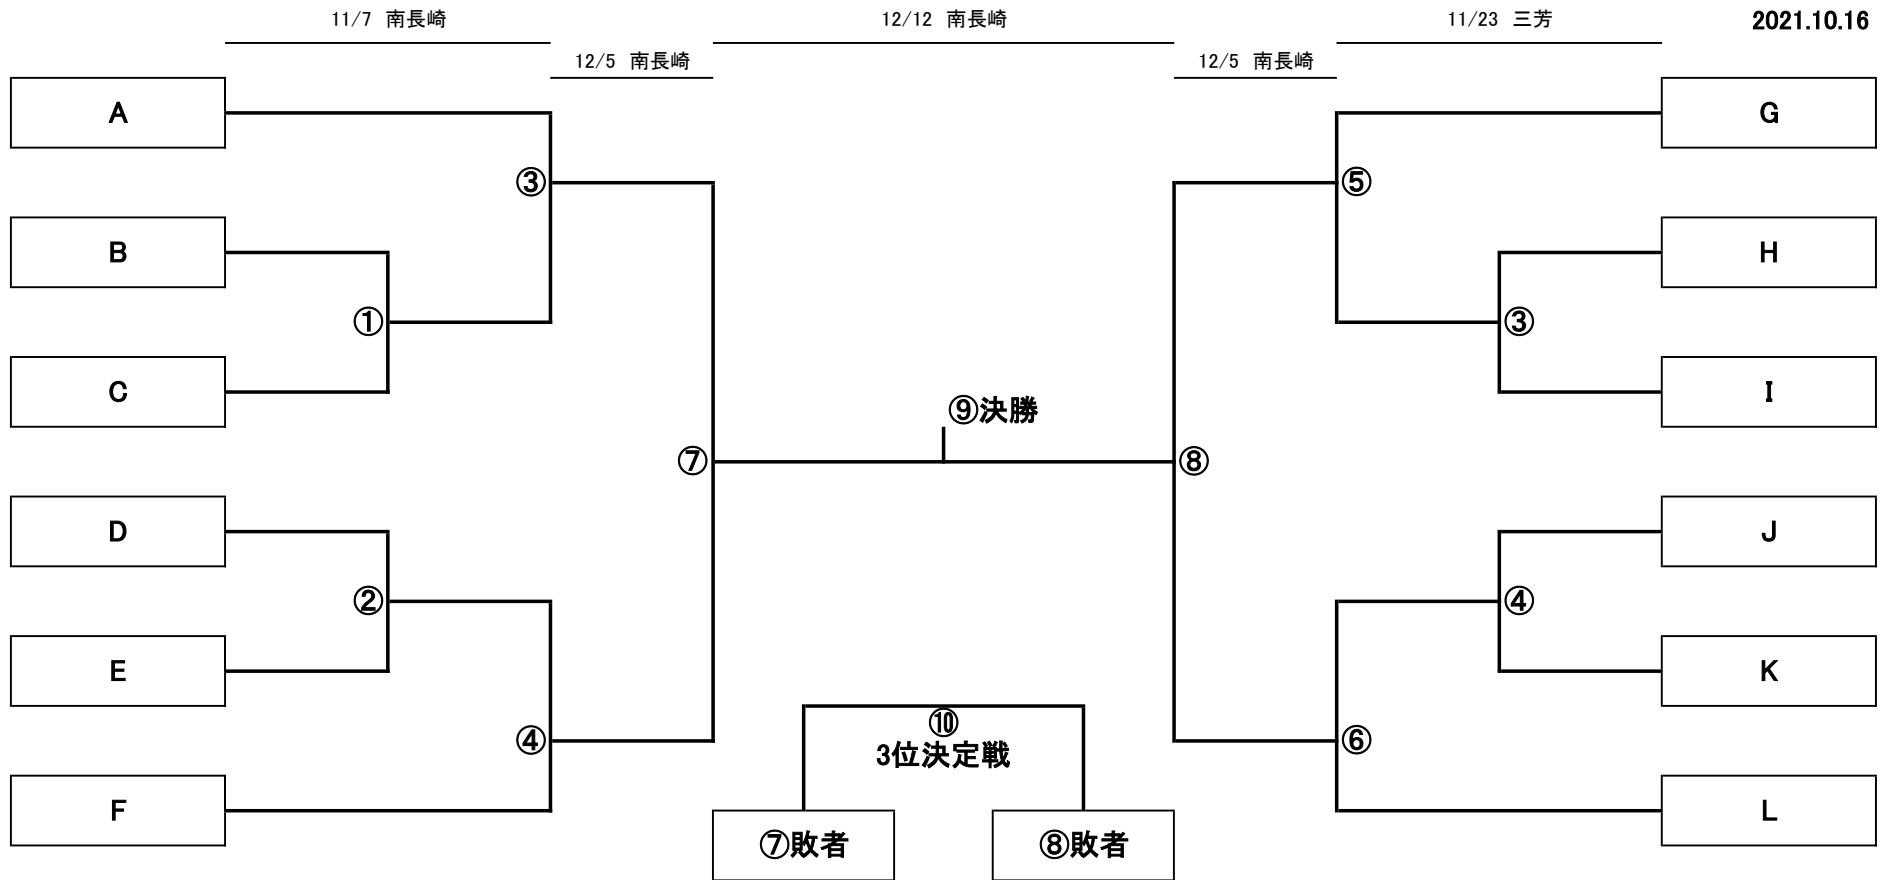 11/7 南長崎
12/12 南長崎
11/23 三芳
2021.10.16
12/5 南長崎
12/5 南長崎
A
G
③
⑤
B
H
①
③
C
I
⑨決勝
⑦
⑧
D
J
②
④
E
K
⑩
3位決定戦
④
⑥
F
L
⑦敗者
⑧敗者